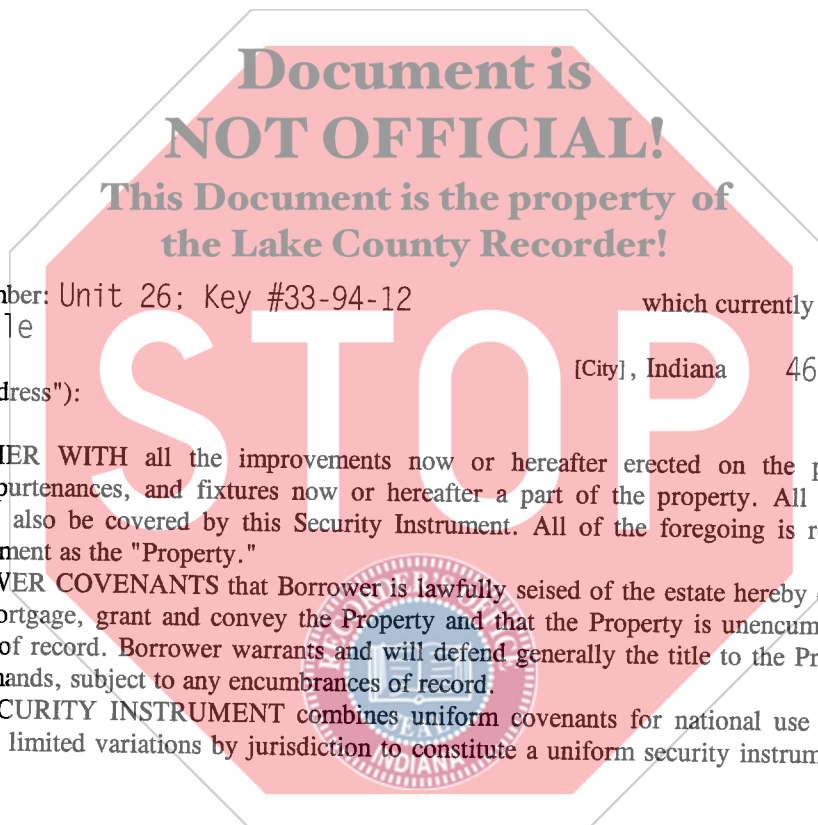 Document is
NOT OFFICIAL!
This Document is the property of
the Lake County Recorder!
nber: Unit 26; Key #33-94-12 which currently
le
[City] , Indiana 46
dress"):
STOP
IER WITH all the improvements now or hereafter erected on the p
purtenances, and fixtures now or hereafter a part of the property. All
also be covered by this Security Instrument. All of the foregoing is r
ment as the "Property."
WER COVENANTS that Borrower is lawfully seised of the estate hereby
ortgage, grant and convey the Property and that the Property is unencum
of record. Borrower warrants and will defend generally the title to the Pr
nands, subject to any encumbrances of record.
CURITY INSTRUMENT combines uniform covenants for national use
limited variations by jurisdiction to constitute a uniform security instrum
SEAL
INDIANA